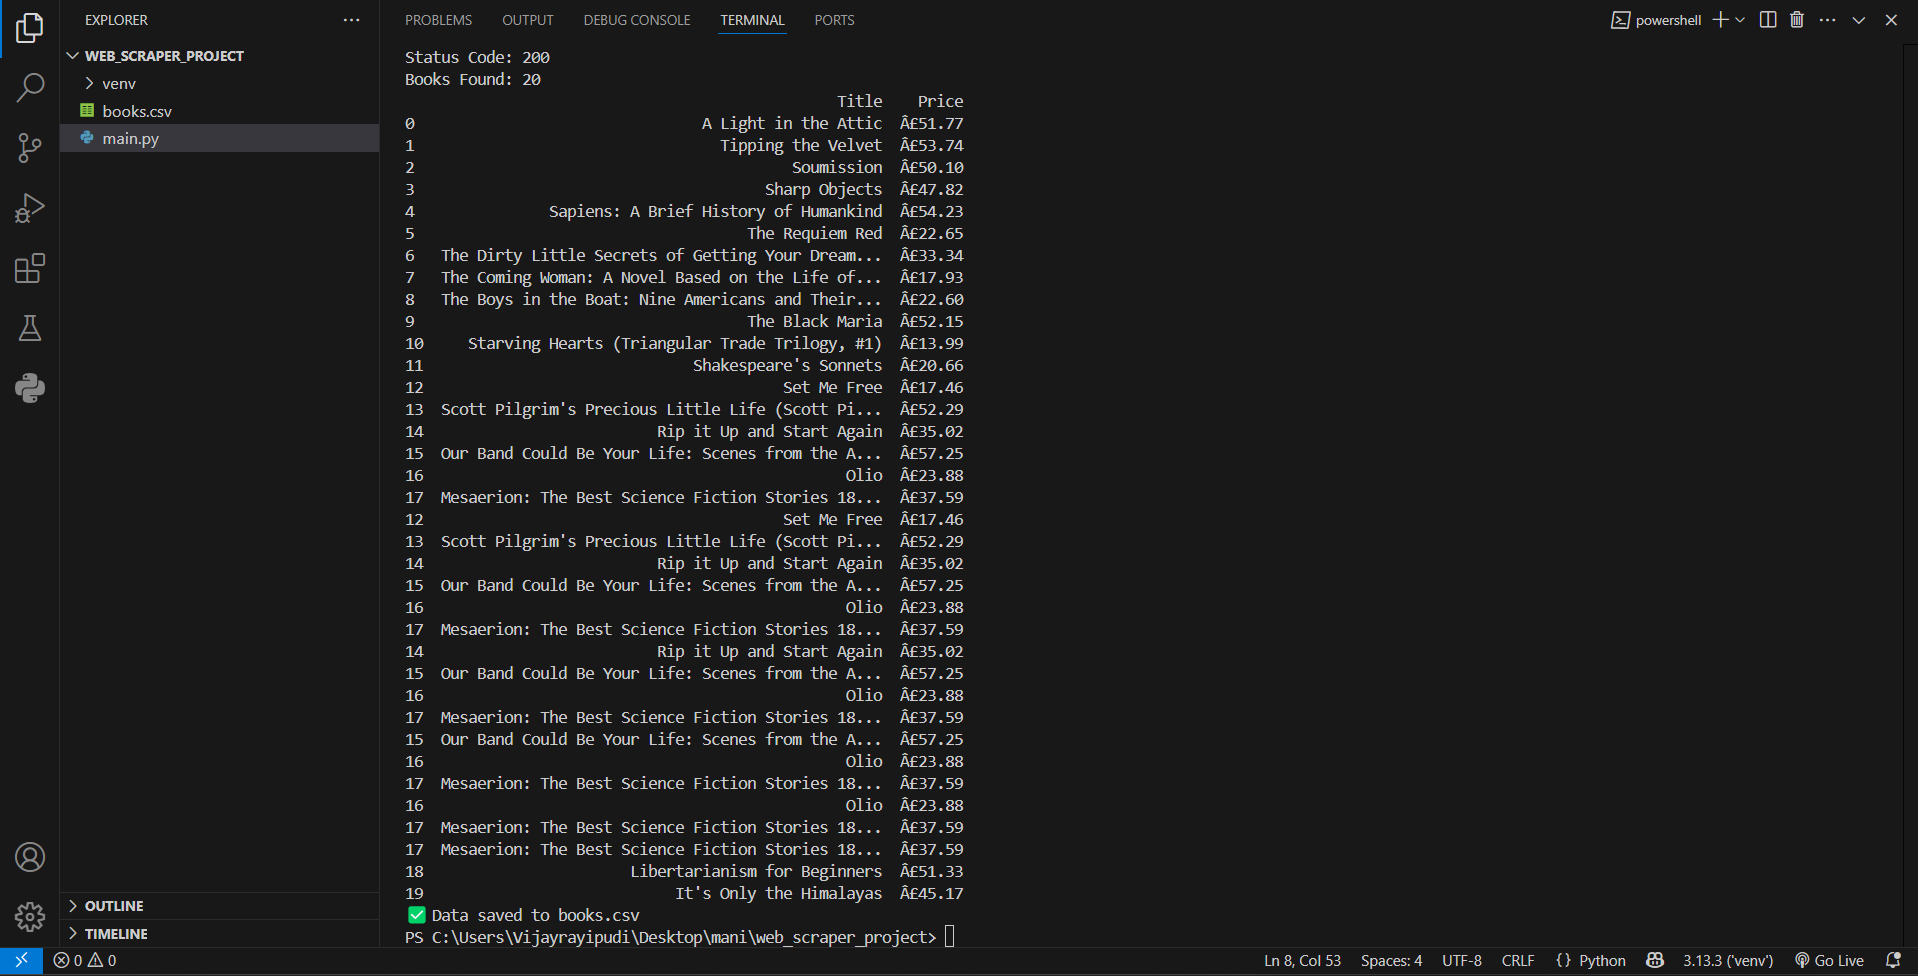 EXPLORER
WEB_SCRAPER_PROJECT
venv
books.csv
main.py
OUTLINE
TIMELINE
PROBLEMS OUTPUT DEBUG CONSOLE TERMINAL PORTS
powershell
Status Code: 200
Books Found: 20
Title Price
0 A Light in the Attic Â£51.77
1 Tipping the Velvet Â£53.74
2 Soumission Â£50.10
3 Sharp Objects Â£47.82
4 Sapiens: A Brief History of Humankind Â£54.23
5 The Requiem Red Â£22.65
6 The Dirty Little Secrets of Getting Your Dream... Â£33.34
7 The Coming Woman: A Novel Based on the Life of... Â£17.93
8 The Boys in the Boat: Nine Americans and Their... Â£22.60
9 The Black Maria Â£52.15
10 Starving Hearts (Triangular Trade Trilogy, #1) Â£13.99
11 Shakespeare's Sonnets Â£20.66
12 Set Me Free Â£17.46
13 Scott Pilgrim's Precious Little Life (Scott Pi... Â£52.29
14 Rip it Up and Start Again Â£35.02
15 Our Band Could Be Your Life: Scenes from the A... Â£57.25
16 Olio Â£23.88
17 Mesaerion: The Best Science Fiction Stories 18... Â£37.59
12 Set Me Free Â£17.46
13 Scott Pilgrim's Precious Little Life (Scott Pi... Â£52.29
14 Rip it Up and Start Again Â£35.02
15 Our Band Could Be Your Life: Scenes from the A... Â£57.25
16 Olio Â£23.88
17 Mesaerion: The Best Science Fiction Stories 18... Â£37.59
14 Rip it Up and Start Again Â£35.02
15 Our Band Could Be Your Life: Scenes from the A... Â£57.25
16 Olio Â£23.88
17 Mesaerion: The Best Science Fiction Stories 18... Â£37.59
15 Our Band Could Be Your Life: Scenes from the A... Â£57.25
16 Olio Â£23.88
17 Mesaerion: The Best Science Fiction Stories 18... Â£37.59
16 Olio Â£23.88
17 Mesaerion: The Best Science Fiction Stories 18... Â£37.59
17 Mesaerion: The Best Science Fiction Stories 18... Â£37.59
18 Libertarianism for Beginners Â£51.33
19 It's Only the Himalayas Â£45.17
✅ Data saved to books.csv
PS C:\Users\Vijayrayipudi\Desktop\mani\web_scraper_project>
0 0 Ln 8, Col 53 Spaces: 4 UTF-8 CRLF {} Python 3.13.3 ('venv') Go Live